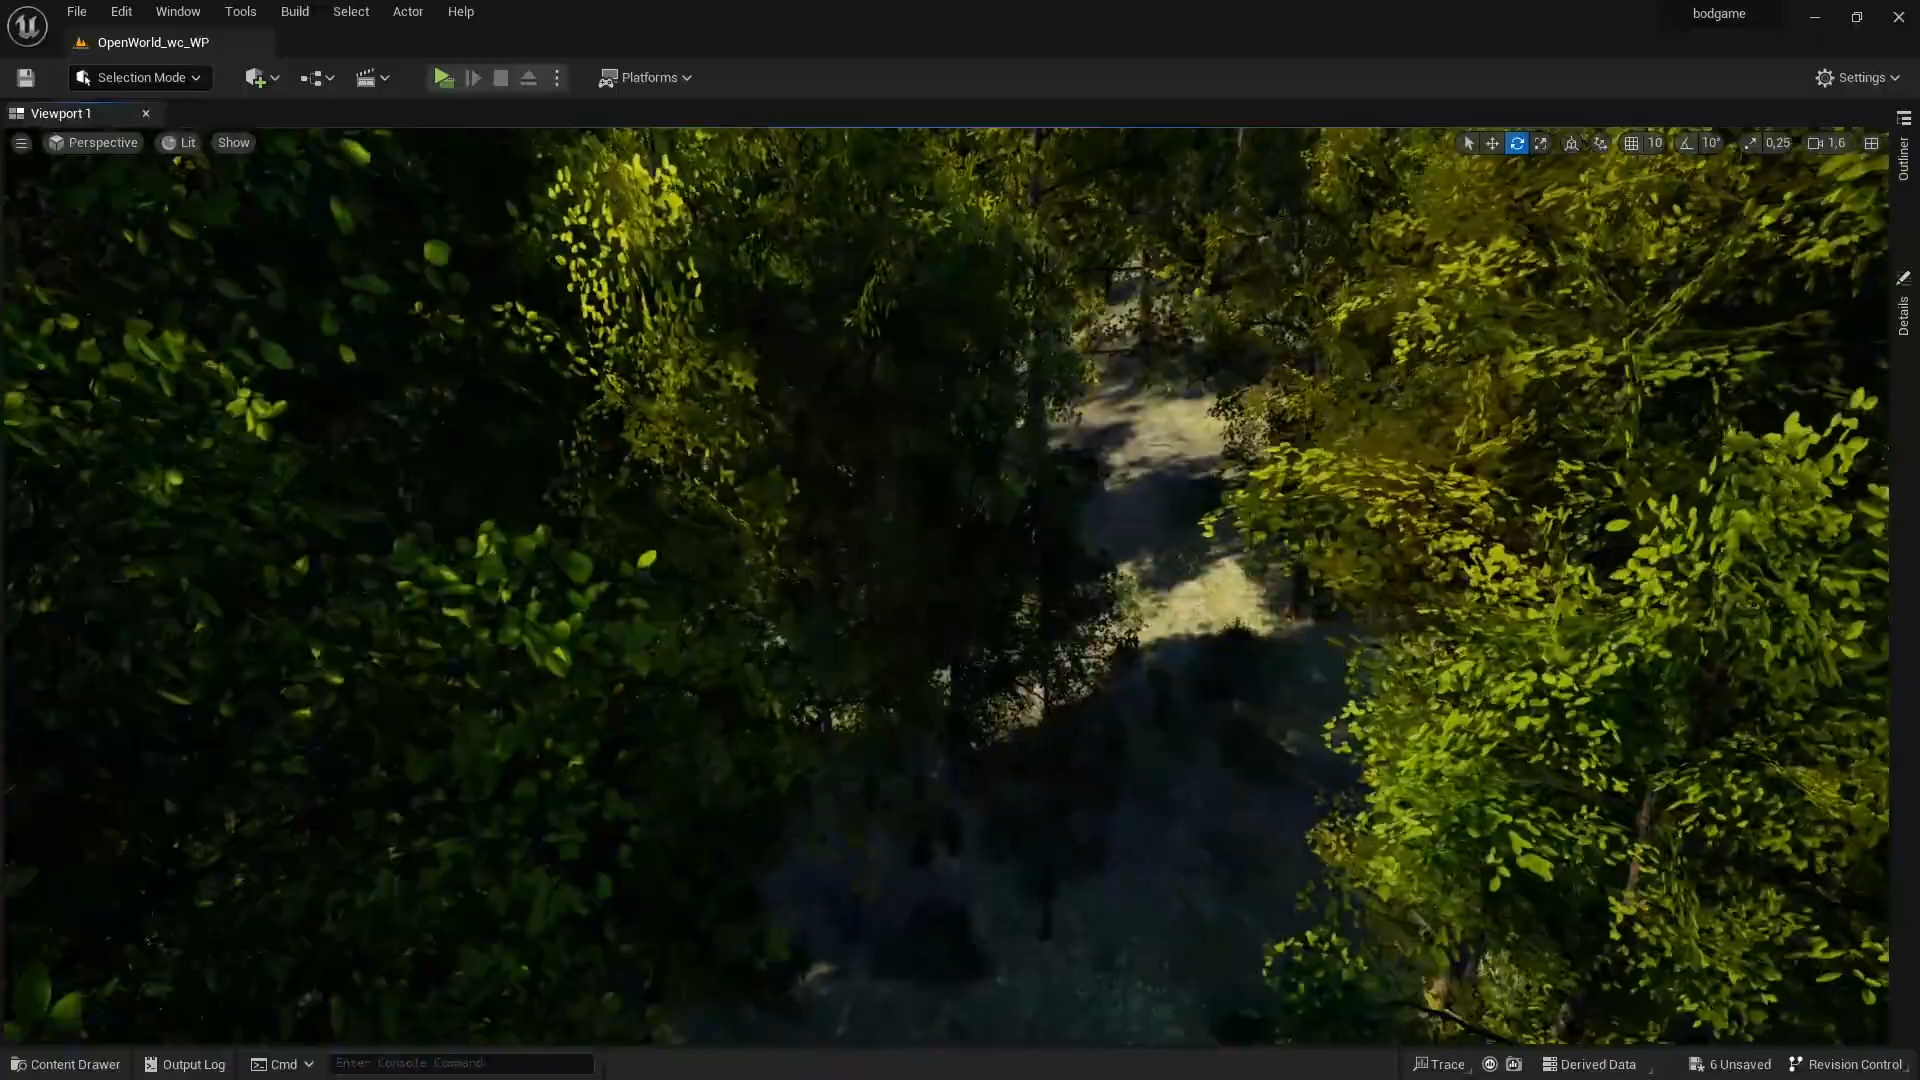 File Edit Window Tools Build Select Actor Help
bodgame
OpenWorld_wc_WP
Selection Mode
Platforms
Settings
Viewport 1
Perspective Lit Show
10 10° 0,25 1,6
Outliner
Details
Content Drawer Output Log Cmd Enter Console Command
Trace Derived Data 6 Unsaved Revision Control